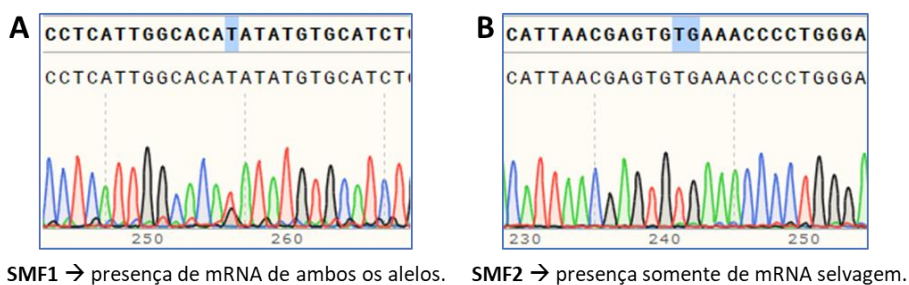 A
CCTCATTGGCACATATATGTGCATCT
CCTCATTGGCACATATATGTGCATCT
250 260
SMF1 → presença de mRNA de ambos os alelos.
B
CATTAACGAGTGTGAAACCCCTGGGA
CATTAACGAGTGTGAAACCCCTGGGA
230 240 250
SMF2 → presença somente de mRNA selvagem.